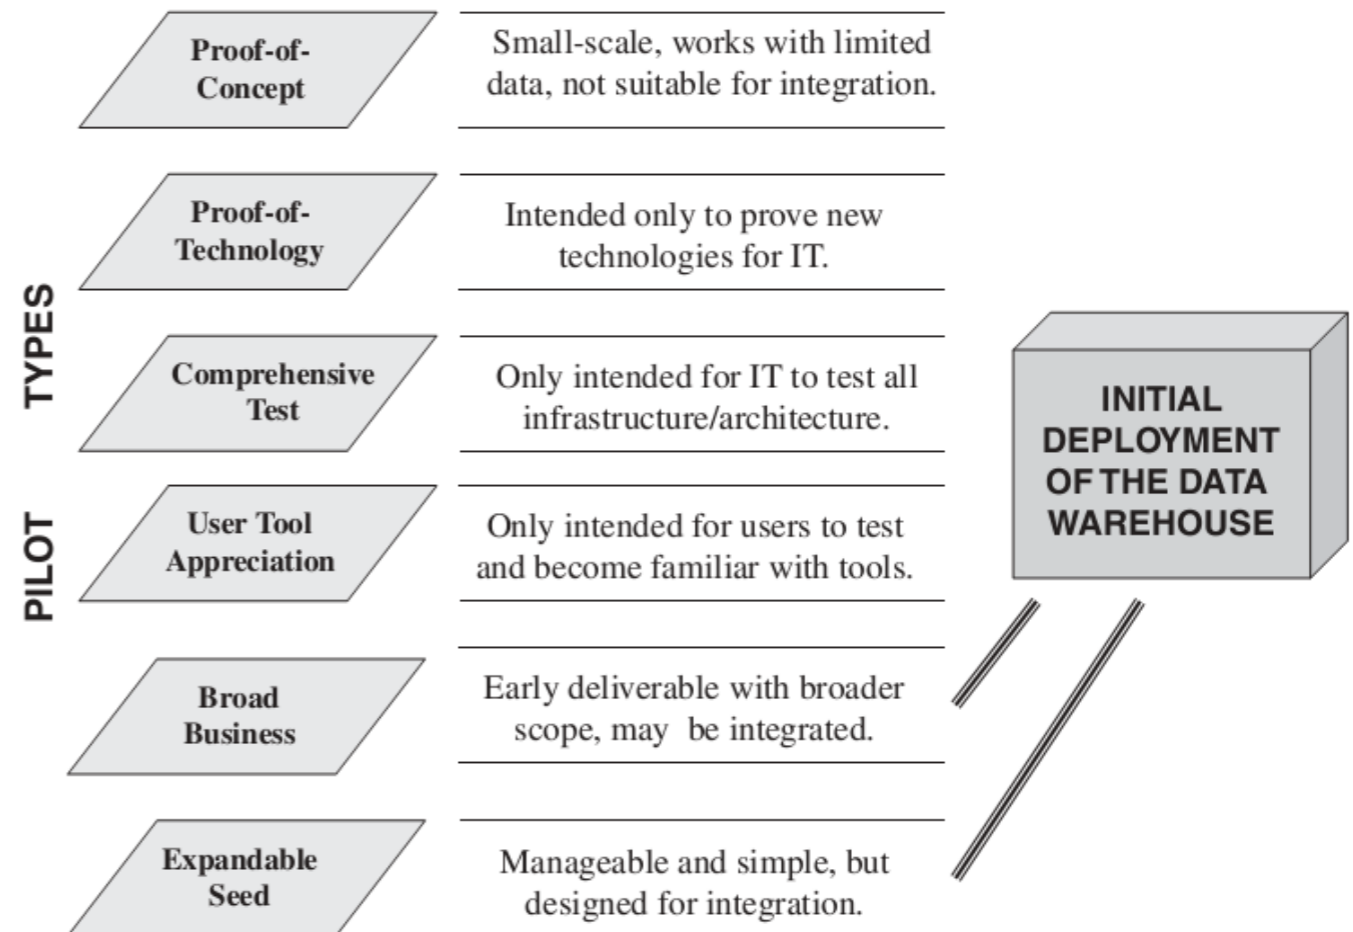 Proof-of-
Concept
Small-scale, works with limited
data, not suitable for integration.
Proof-of-
Technology
Intended only to prove new
technologies for IT.
Comprehensive
Test
Only intended for IT to test all
infrastructure/architecture.
User Tool
Appreciation
Only intended for users to test
and become familiar with tools.
Broad
Business
Early deliverable with broader
scope, may be integrated.
Expandable
Seed
Manageable and simple, but
designed for integration.
PILOT TYPES
INITIAL
DEPLOYMENT
OF THE DATA
WAREHOUSE